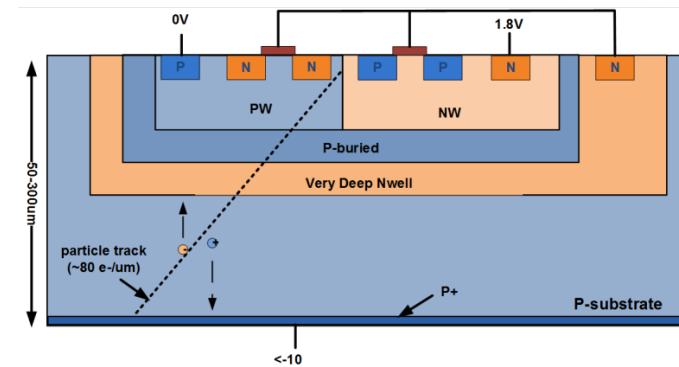 0V
1.8V
P
N
N
P
P
N
N
PW
NW
P-buried
Very Deep Nwell
50-300um
particle track
(~80 e-/um)
-
+
P+
P-substrate
<-10